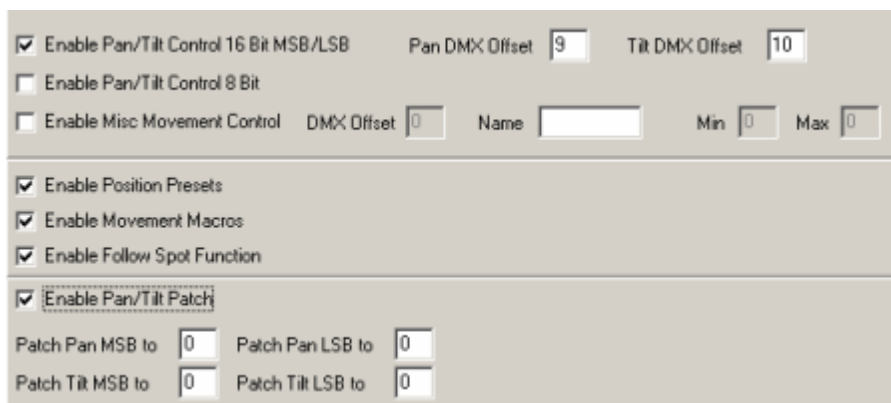 Enable Pan/Tilt Control 16 Bit MSB/LSB Pan DMX Offset 9 Tilt DMX Offset 10
Enable Pan/Tilt Control 8 Bit
Enable Misc Movement Control DMX Offset 0 Name Min 0 Max 0
Enable Position Presets
Enable Movement Macros
Enable Follow Spot Function
Enable Pan/Tilt Patch
Patch Pan MSB to 0 Patch Pan LSB to 0
Patch Tilt MSB to 0 Patch Tilt LSB to 0